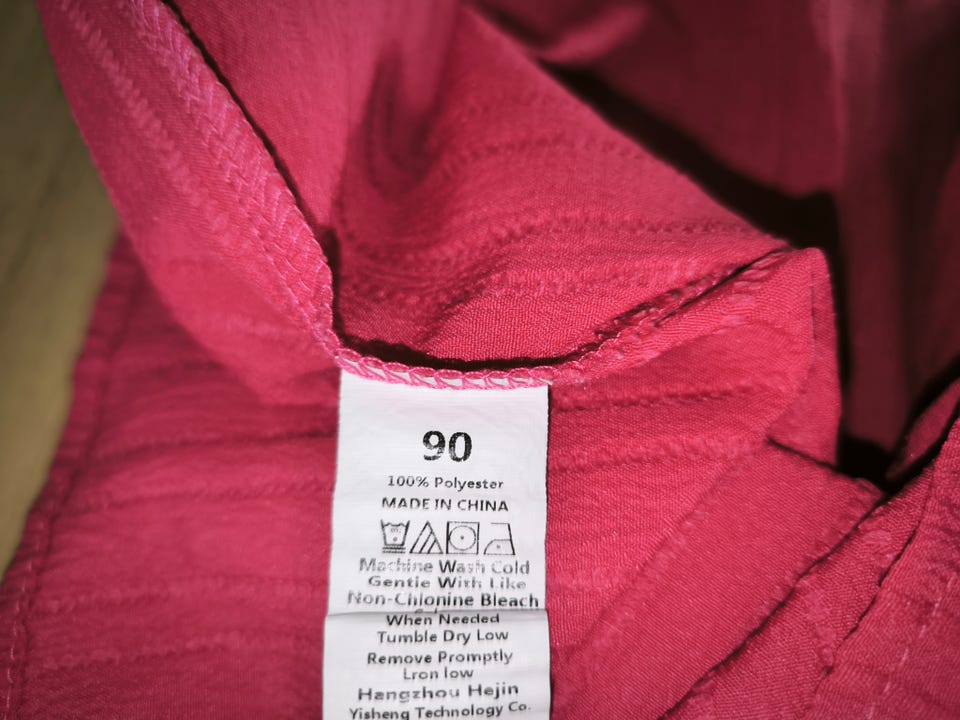 90
100% Polyester
MADE IN CHINA
Machine Wash Cold
Gentle With Like
Non-Chlonine Bleach
When Needed
Tumble Dry Low
Remove Promptly
Lron low
Hangzhou Hejin
Yisheng Technology Co.